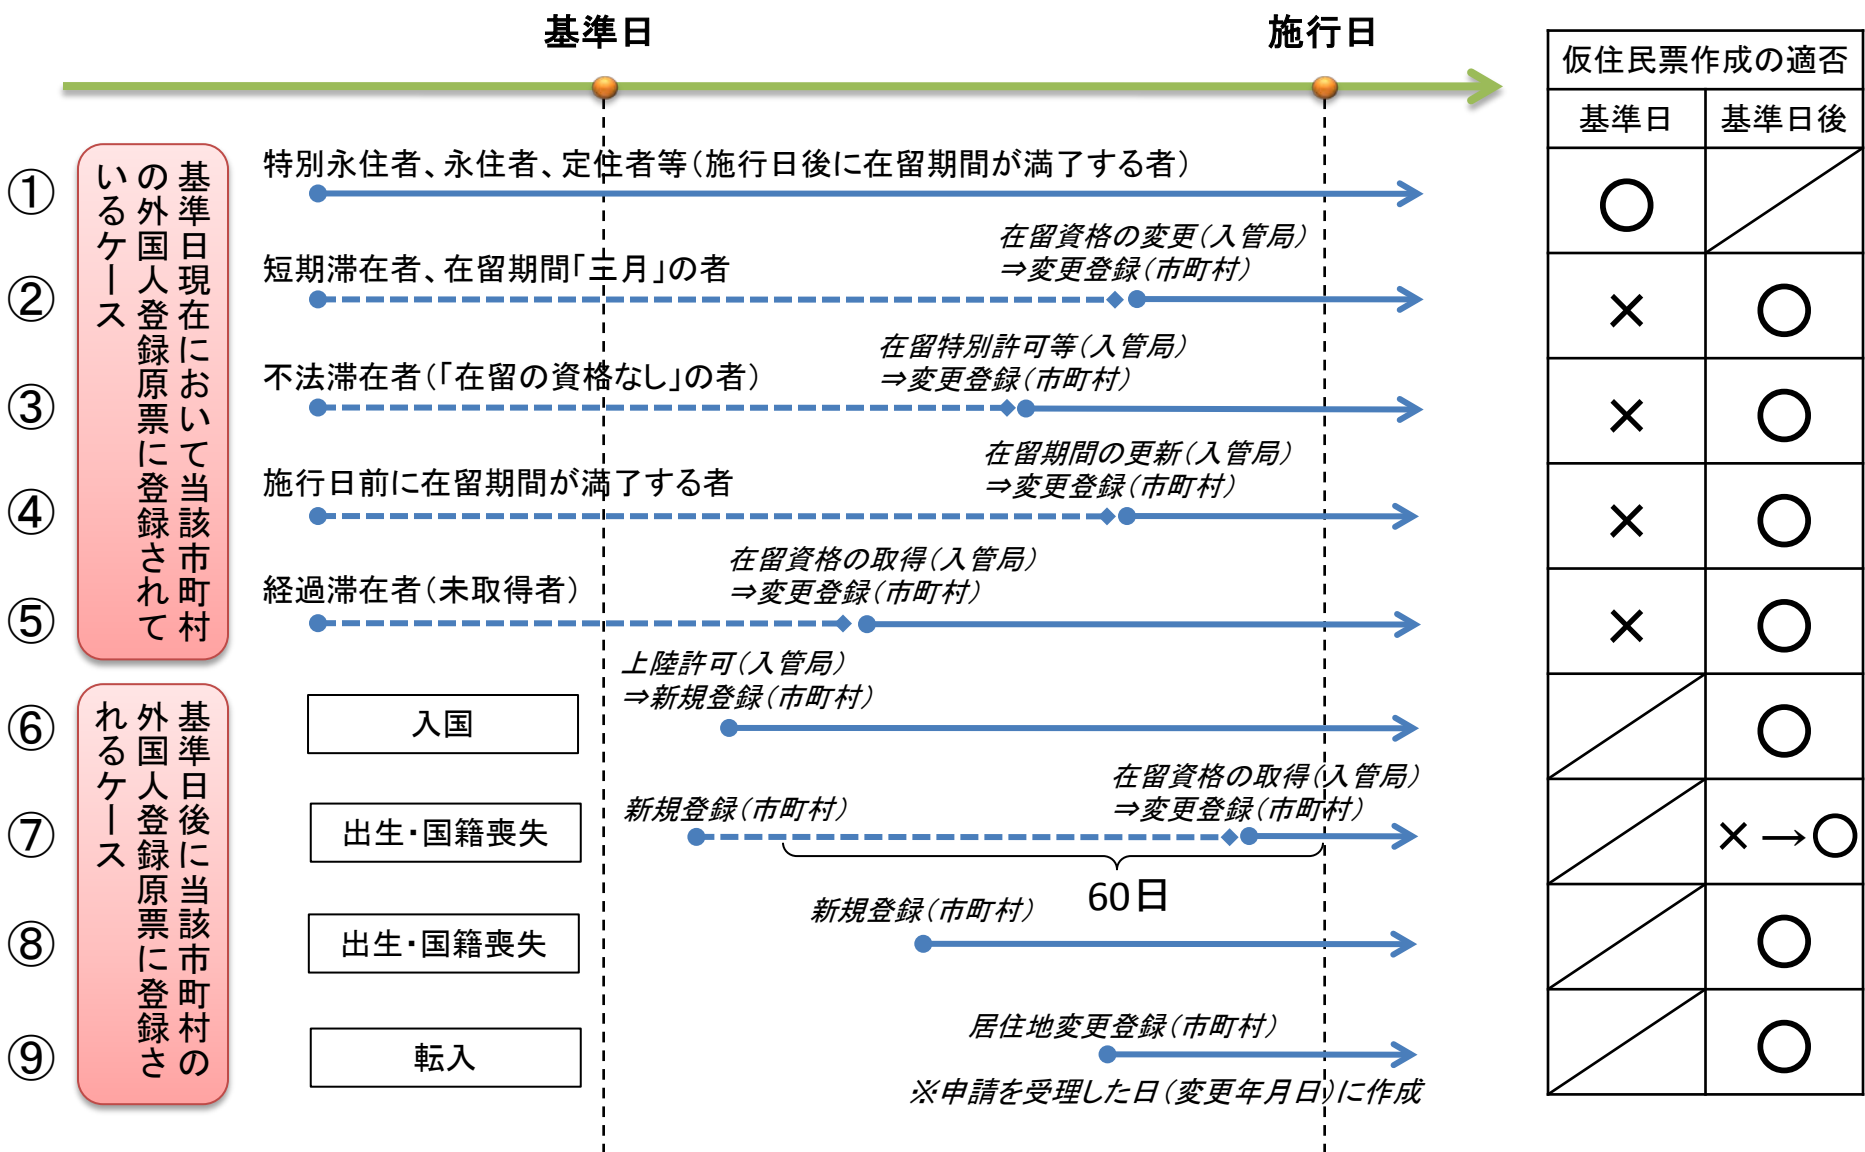 基準日
施行日
仮住民票作成の適否
基準日
基準日後
基準日現在において当該市町村
の外国人登録原票に登録されて
いるケース
①
特別永住者、永住者、定住者等（施行日後に在留期間が満了する者）
○
②
短期滞在者、在留期間「三月」の者
在留資格の変更（入管局）
⇒変更登録（市町村）
×
○
③
不法滞在者（「在留の資格なし」の者）
在留特別許可等（入管局）
⇒変更登録（市町村）
×
○
④
施行日前に在留期間が満了する者
在留期間の更新（入管局）
⇒変更登録（市町村）
×
○
⑤
経過滞在者（未取得者）
在留資格の取得（入管局）
⇒変更登録（市町村）
×
○
基準日後に当該市町村の
外国人登録原票に登録さ
れるケース
⑥
入国
上陸許可（入管局）
⇒新規登録（市町村）
○
⑦
出生・国籍喪失
新規登録（市町村）
在留資格の取得（入管局）
⇒変更登録（市町村）
60日
×→○
⑧
出生・国籍喪失
新規登録（市町村）
○
⑨
転入
居住地変更登録（市町村）
※申請を受理した日（変更年月日）に作成
○